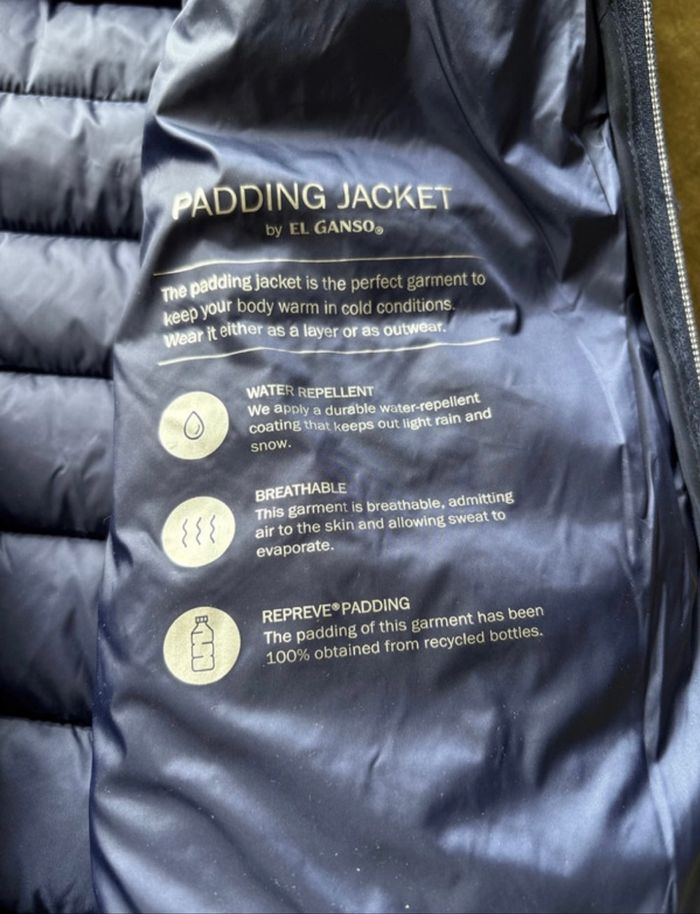 PADDING JACKET
by EL GANSO®
The padding jacket is the perfect garment to
keep your body warm in cold conditions.
Wear it either as a layer or as outwear.
WATER REPELLENT
We apply a durable water-repellent
coating that keeps out light rain and
snow.
BREATHABLE
This garment is breathable, admitting
air to the skin and allowing sweat to
evaporate.
REPREVE® PADDING
The padding of this garment has been
100% obtained from recycled bottles.